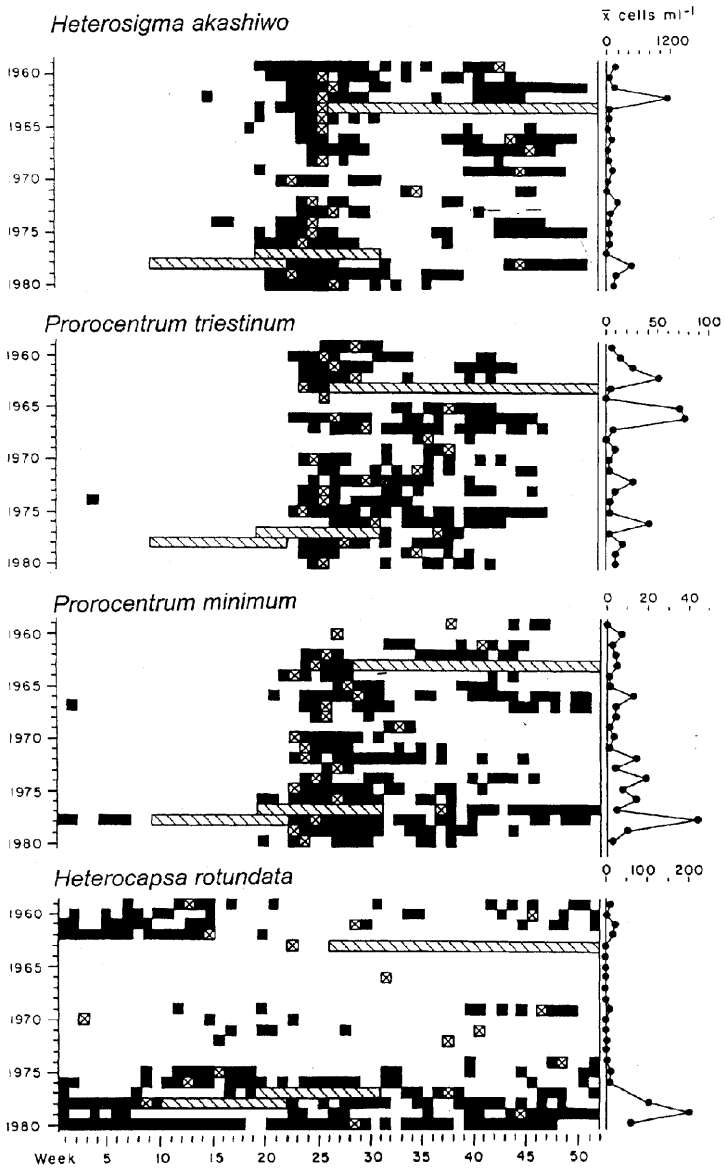 Heterosigma akashiwo
x̅ cells ml⁻¹
0 1200
1960
1965
1970
1975
1980
Prorocentrum triestinum
0 50 100
1960
1965
1970
1975
1980
Prorocentrum minimum
0 20 40
1960
1965
1970
1975
1980
Heterocapsa rotundata
0 100 200
1960
1965
1970
1975
1980
Week 5 10 15 20 25 30 35 40 45 50